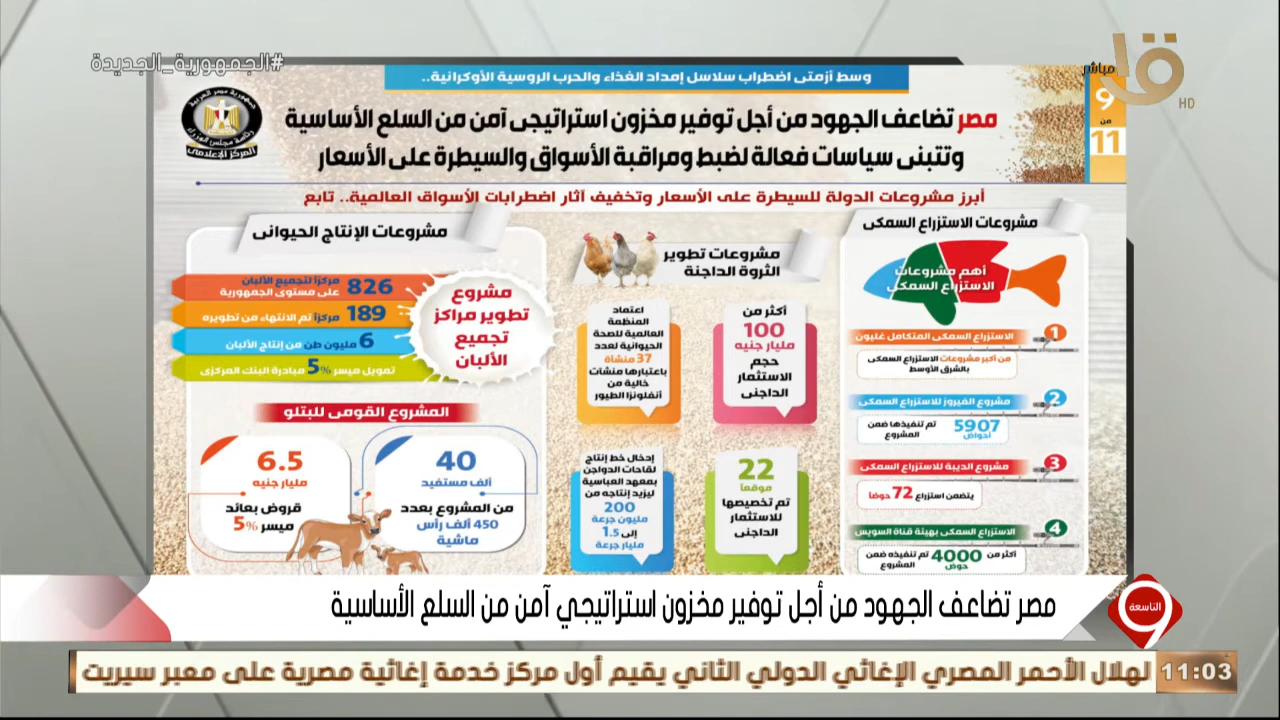 #الجمهورية_الجديدة
مباشر
HD
9
من
11
وسط أزمتى اضطراب سلاسل إمداد الغذاء والحرب الروسية الأوكرانية..
مصر تضاعف الجهود من أجل توفير مخزون استراتيجى آمن من السلع الأساسية
وتتبنى سياسات فعالة لضبط ومراقبة الأسواق والسيطرة على الأسعار
جمهورية مصر العربية
رئاسة مجلس الوزراء
المركز الإعلامى
أبرز مشروعات الدولة للسيطرة على الأسعار وتخفيف آثار اضطرابات الأسواق العالمية.. تابع
مشروعات الاستزراع السمكى
أهم مشروعات
الاستزراع السمكى
1
الاستزراع السمكى المتكامل غليون
من أكبر مشروعات الاستزراع السمكى
بالشرق الأوسط
2
مشروع الفيروز للاستزراع السمكى
5907
أحواض
تم تنفيذها ضمن
المشروع
3
مشروع الديبة للاستزراع السمكى
يتضمن استزراع 72 حوضا
4
الاستزراع السمكى بهيئة قناة السويس
أكثر من 4000 تم تنفيذه ضمن
حوض المشروع
مشروعات تطوير
الثروة الداجنة
أكثر من
100
مليار جنيه
حجم
الاستثمار
الداجنى
اعتماد
المنظمة
العالمية للصحة
الحيوانية لعدد
37 منشأة
باعتبارها منشآت
خالية من
أنفلونزا الطيور
22
موقعاً
تم تخصيصها
للاستثمار
الداجنى
إدخال خط إنتاج
لقاحات الدواجن
بمعهد العباسية
ليزيد إنتاجه من
200
مليون جرعة
إلى 1.5
مليار جرعة
مشروعات الإنتاج الحيوانى
مشروع
تطوير مراكز
تجميع
الألبان
826 مركزاً لتجميع الألبان
على مستوى الجمهورية
189 مركزاً تم الانتهاء من تطويره
6 مليون طن من إنتاج الألبان
تمويل ميسر 5% مبادرة البنك المركزى
المشروع القومى للبتلو
40
ألف مستفيد
من المشروع بعدد
450 ألف رأس
ماشية
6.5
مليار جنيه
قروض بعائد
ميسر 5%
التاسعة
مصر تضاعف الجهود من أجل توفير مخزون استراتيجي آمن من السلع الأساسية
11:03
لهلال الأحمر المصري الإغاثي الدولي الثاني يقيم أول مركز خدمة إغاثية مصرية على معبر سيريت